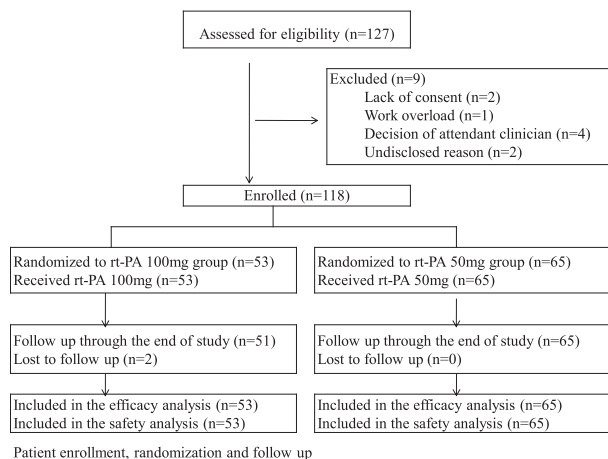 Assessed for eligibility (n=127)
Excluded (n=9)
Lack of consent (n=2)
Work overload (n=1)
Decision of attendant clinician (n=4)
Undisclosed reason (n=2)
Enrolled (n=118)
Randomized to rt-PA 100mg group (n=53)
Received rt-PA 100mg (n=53)
Randomized to rt-PA 50mg group (n=65)
Received rt-PA 50mg (n=65)
Follow up through the end of study (n=51)
Lost to follow up (n=2)
Follow up through the end of study (n=65)
Lost to follow up (n=0)
Included in the efficacy analysis (n=53)
Included in the safety analysis (n=53)
Included in the efficacy analysis (n=65)
Included in the safety analysis (n=65)
Patient enrollment, randomization and follow up